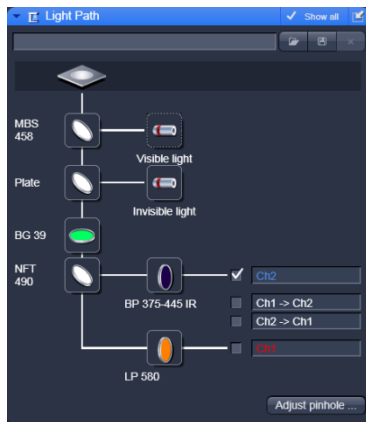 Light Path
Show all
MBS
458
Visible light
Plate
Invisible light
BG 39
NFT
490
Ch2
BP 375-445 IR
Ch1 -> Ch2
Ch2 -> Ch1
Ch1
LP 580
Adjust pinhole ...